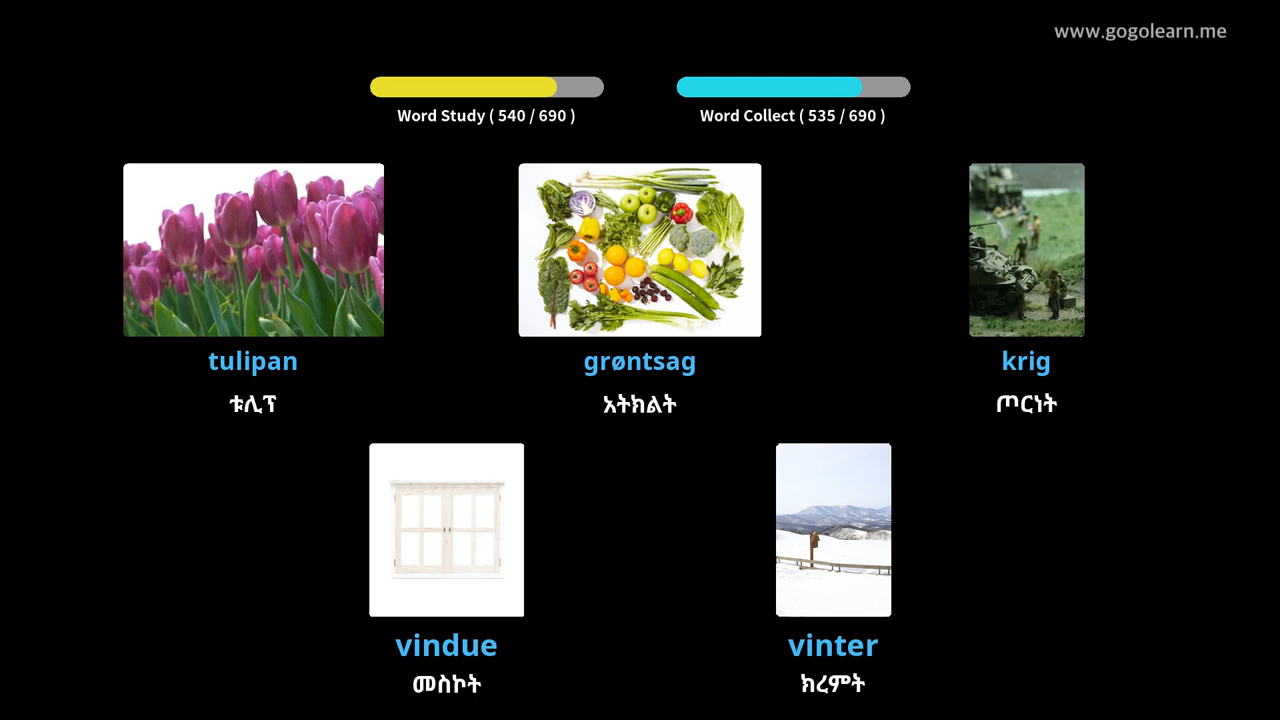 www.gogolearn.me
Word Study ( 540 / 690 )
Word Collect ( 535 / 690 )
tulipan
grøntsag
krig
ቱሊፕ
አትክልት
ጦርነት
vindue
vinter
መስኮት
ክረምት